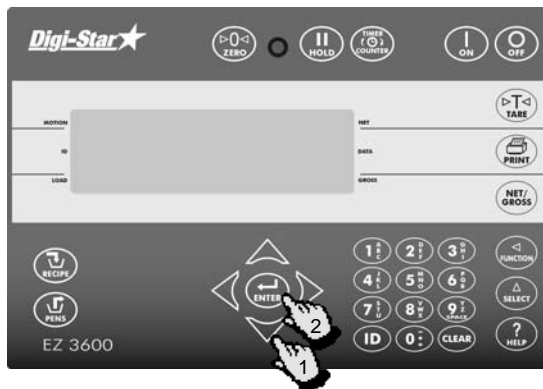 Digi-Star
0 ZERO
HOLD
TIMER COUNTER
ON
OFF
T TARE
MOTION
NET
ID
DATA
PRINT
LOAD
GROSS
NET/ GROSS
RECIPE
1 A B C
2 D E F
3 G H I
FUNCTION
ENTER
4 J K L
5 M N O
6 P Q R
SELECT
PENS
2
7 S T U
8 V W X
9 Y Z SPACE
1
ID
0
CLEAR
? HELP
EZ 3600